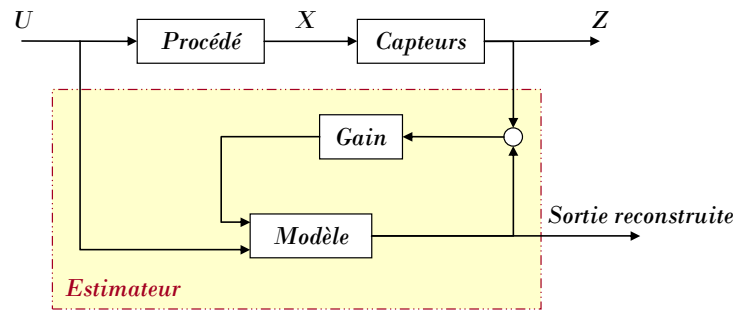 U
X
Z
Procédé
Capteurs
Gain
Sortie reconstruite
Modèle
Estimateur